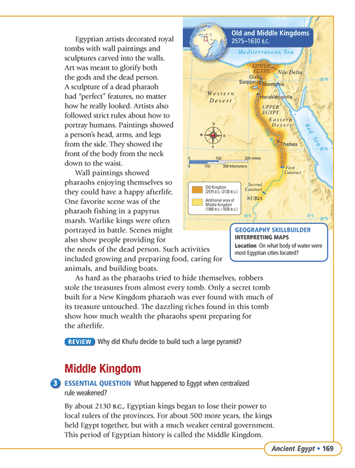 Egyptian artists decorated royal
tombs with wall paintings and
sculptures carved into the walls.
Art was meant to glorify both
the gods and the dead person.
A sculpture of a dead pharaoh
had "perfect" features, no matter
how he really looked. Artists also
followed strict rules about how to
portray humans. Paintings showed
a person's head, arms, and legs
from the side. They showed the
front of the body from the neck
down to the waist.
Wall paintings showed
pharaohs enjoying themselves so
they could have a happy afterlife.
One favorite scene was of the
pharaoh fishing in a papyrus
marsh. Warlike kings were often
portrayed in battle. Scenes might
also show people providing for
the needs of the dead person. Such activities
included growing and preparing food, caring for
animals, and building boats.
As hard as the pharaohs tried to hide themselves, robbers
stole the treasures from almost every tomb. Only a secret tomb
built for a New Kingdom pharaoh was ever found with much of
its treasure untouched. The dazzling riches found in this tomb
show how much wealth the pharaohs spent preparing for
the afterlife.
REVIEW Why did Khufu decide to build such a large pyramid?
Middle Kingdom
3 ESSENTIAL QUESTION What happened to Egypt when centralized
rule weakened?
By about 2130 B.C., Egyptian kings began to lose their power to
local rulers of the provinces. For about 500 more years, the kings
held Egypt together, but with a much weaker central government.
This period of Egyptian history is called the Middle Kingdom.
Old and Middle Kingdoms
2575–1630 B.C.
Mediterranean Sea
LOWER
EGYPT
Nile Delta
Giza
Saqqara
Memphis
Western
Desert
Herakleopolis
UPPER
EGYPT
Eastern
Desert
Red Sea
Thebes
First
Cataract
Second
Cataract
NUBIA
0 150 300 miles
0 150 300 kilometers
Old Kingdom
(2575 B.C.–2130 B.C.)
Additional area of
Middle Kingdom
(1980 B.C.–1630 B.C.)
GEOGRAPHY SKILLBUILDER
INTERPRETING MAPS
Location On what body of water were
most Egyptian cities located?
Ancient Egypt • 169